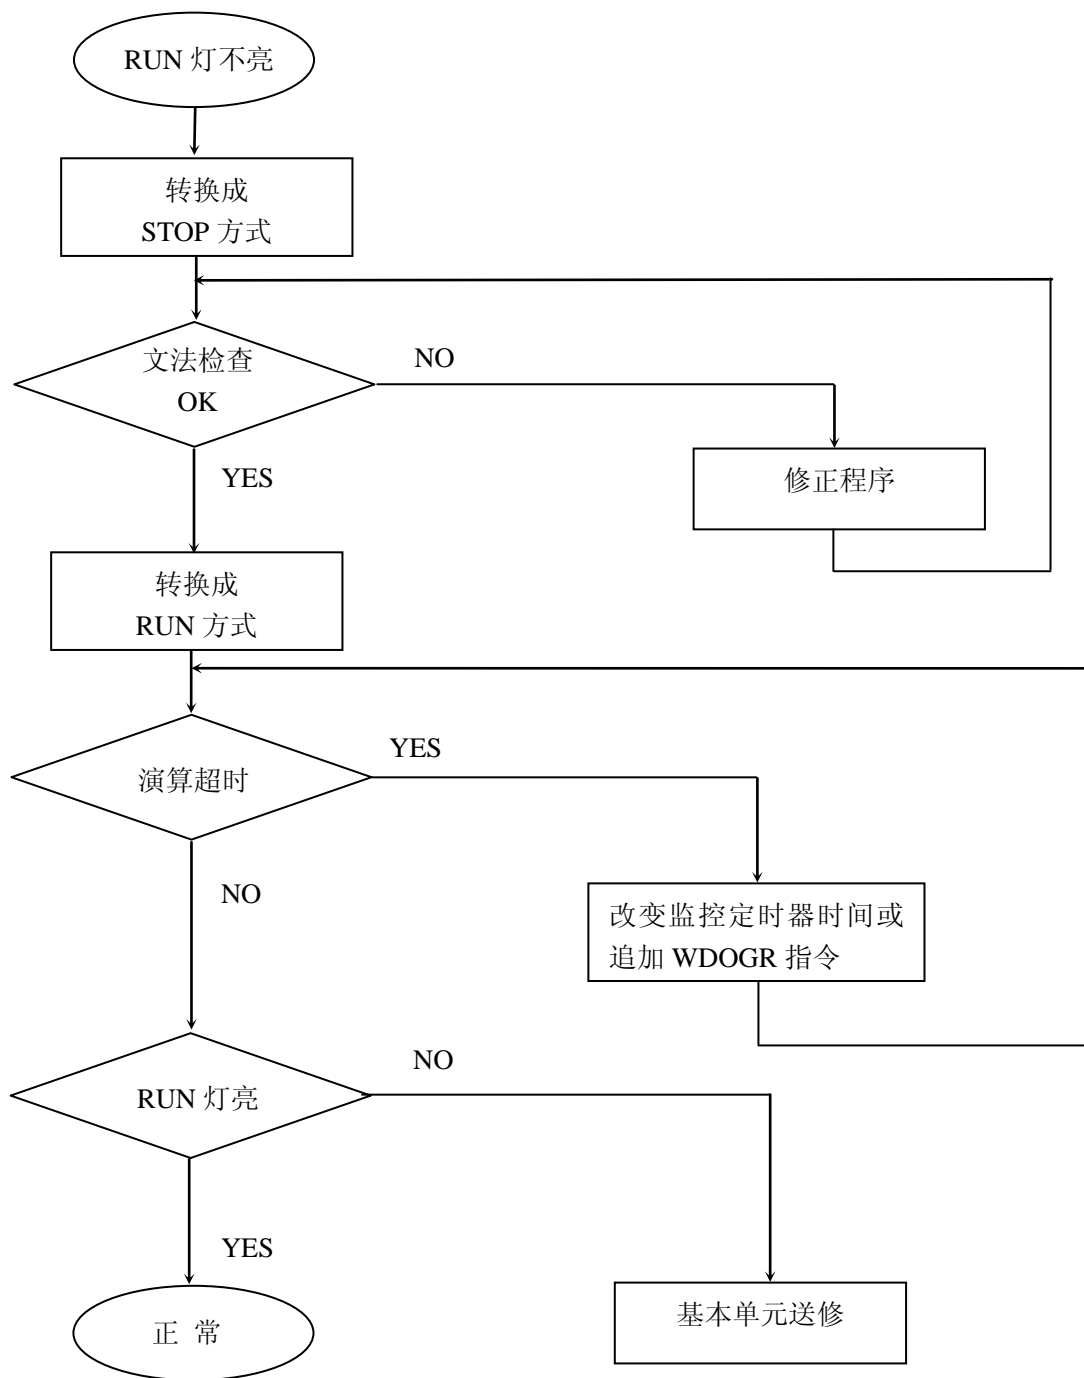 RUN 灯不亮
转换成
STOP 方式
文法检查
OK
NO
YES
修正程序
转换成
RUN 方式
演算超时
YES
NO
改变监控定时器时间或
追加 WDOGR 指令
RUN 灯亮
NO
YES
正 常
基本单元送修